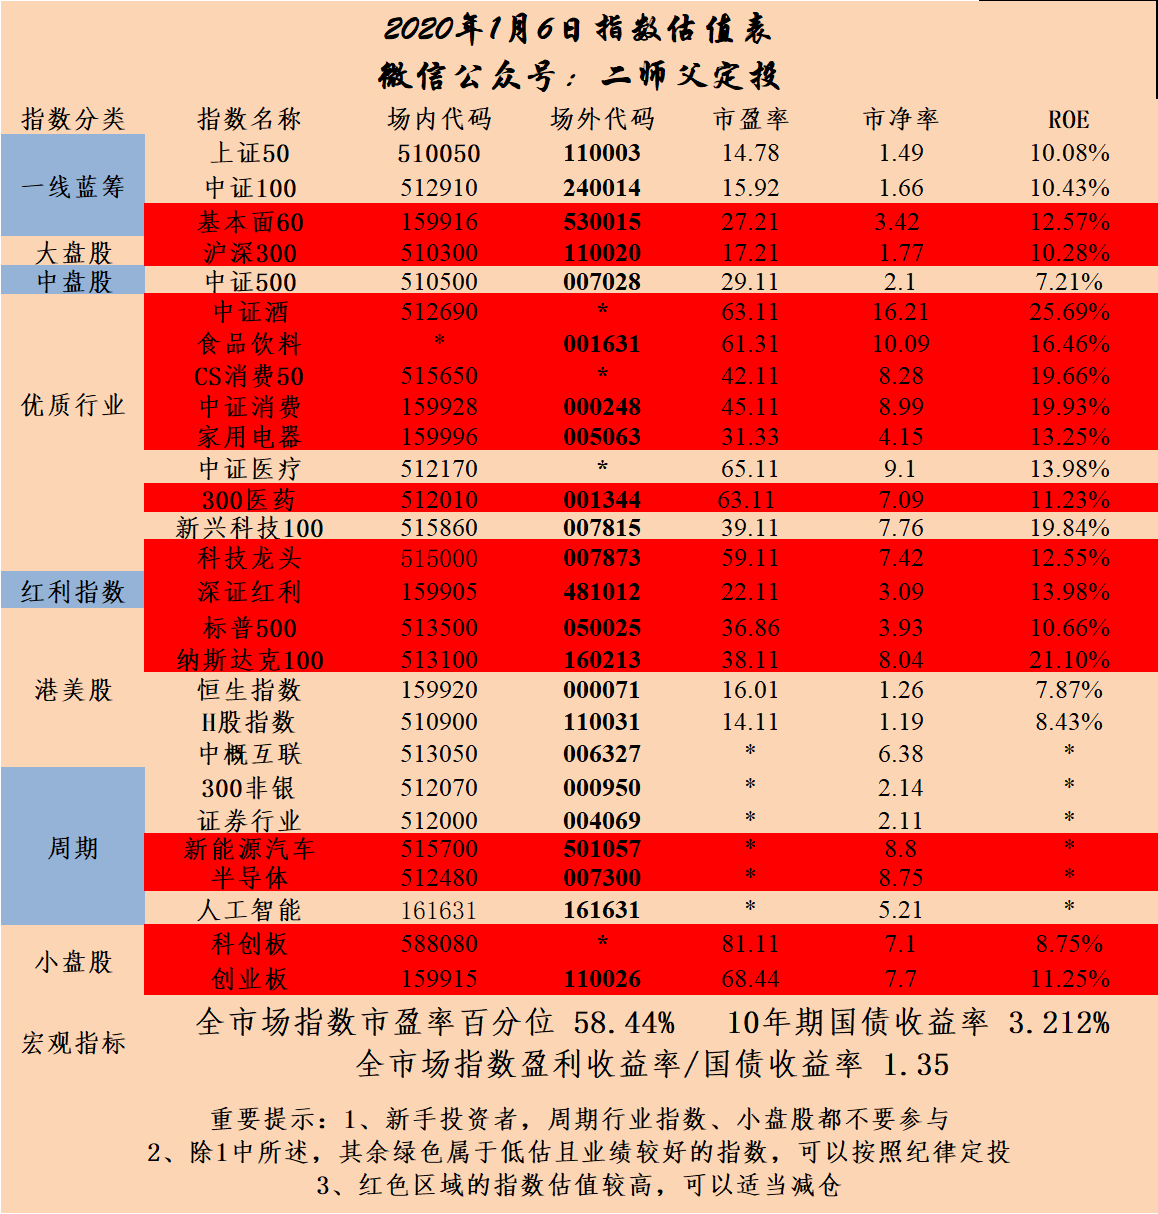 2020年1月6日指数估值表
微信公众号：二师父定投
指数分类 指数名称 场内代码 场外代码 市盈率 市净率 ROE
上证50 510050 110003 14.78 1.49 10.08%
一线蓝筹 中证100 512910 240014 15.92 1.66 10.43%
基本面60 159916 530015 27.21 3.42 12.57%
大盘股 沪深300 510300 110020 17.21 1.77 10.28%
中盘股 中证500 510500 007028 29.11 2.1 7.21%
中证酒 512690 * 63.11 16.21 25.69%
食品饮料 * 001631 61.31 10.09 16.46%
CS消费50 515650 * 42.11 8.28 19.66%
优质行业 中证消费 159928 000248 45.11 8.99 19.93%
家用电器 159996 005063 31.33 4.15 13.25%
中证医疗 512170 * 65.11 9.1 13.98%
300医药 512010 001344 63.11 7.09 11.23%
新兴科技100 515860 007815 39.11 7.76 19.84%
科技龙头 515000 007873 59.11 7.42 12.55%
红利指数 深证红利 159905 481012 22.11 3.09 13.98%
标普500 513500 050025 36.86 3.93 10.66%
纳斯达克100 513100 160213 38.11 8.04 21.10%
港美股 恒生指数 159920 000071 16.01 1.26 7.87%
H股指数 510900 110031 14.11 1.19 8.43%
中概互联 513050 006327 * 6.38 *
300非银 512070 000950 * 2.14 *
证券行业 512000 004069 * 2.11 *
周期 新能源汽车 515700 501057 * 8.8 *
半导体 512480 007300 * 8.75 *
人工智能 161631 161631 * 5.21 *
科创板 588080 * 81.11 7.1 8.75%
小盘股 创业板 159915 110026 68.44 7.7 11.25%
全市场指数市盈率百分位 58.44% 10年期国债收益率 3.212%
宏观指标
全市场指数盈利收益率/国债收益率 1.35
重要提示：1、新手投资者，周期行业指数、小盘股都不要参与
2、除1中所述，其余绿色属于低估且业绩较好的指数，可以按照纪律定投
3、红色区域的指数估值较高，可以适当减仓